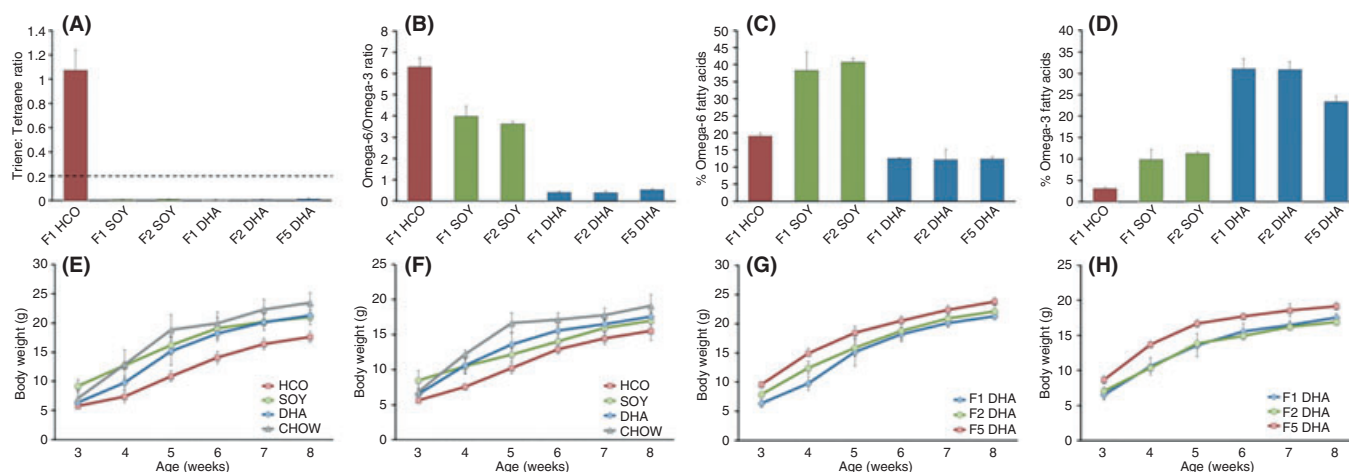 (A)
Triene: Tetraene ratio
1.4
1.2
1
0.8
0.6
0.4
0.2
0
F1 HCO
F1 SOY
F2 SOY
F1 DHA
F2 DHA
F5 DHA
(B)
Omega-6/Omega-3 ratio
8
7
6
5
4
3
2
1
0
F1 HCO
F1 SOY
F2 SOY
F1 DHA
F2 DHA
F5 DHA
(C)
% Omega-6 fatty acids
50
45
40
35
30
25
20
15
10
5
0
F1 HCO
F1 SOY
F2 SOY
F1 DHA
F2 DHA
F5 DHA
(D)
% Omega-3 fatty acids
40
35
30
25
20
15
10
5
0
F1 HCO
F1 SOY
F2 SOY
F1 DHA
F2 DHA
F5 DHA
(E)
Body weight (g)
30
25
20
15
10
5
0
HCO
SOY
DHA
CHOW
3 4 5 6 7 8
Age (weeks)
(F)
Body weight (g)
25
20
15
10
5
0
HCO
SOY
DHA
CHOW
3 4 5 6 7 8
Age (weeks)
(G)
Body weight (g)
30
25
20
15
10
5
0
F1 DHA
F2 DHA
F5 DHA
3 4 5 6 7 8
Age (weeks)
(H)
Body weight (g)
25
20
15
10
5
0
F1 DHA
F2 DHA
F5 DHA
3 4 5 6 7 8
Age (weeks)